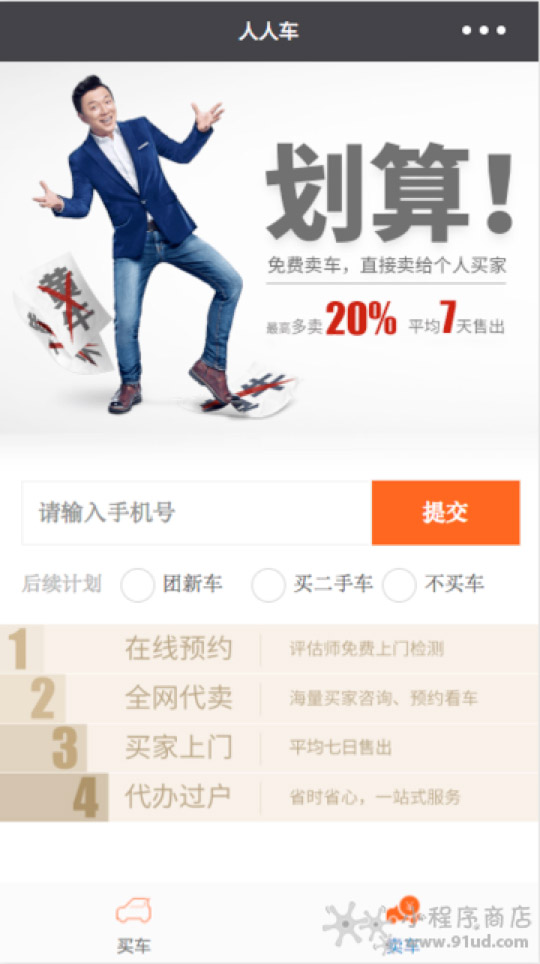 人人车
划算!
免费卖车，直接卖给个人买家
最高多卖20% 平均7天售出
黄牛
请输入手机号
提交
后续计划 团新车 买二手车 不买车
1 在线预约 评估师免费上门检测
2 全网代卖 海量买家咨询、预约看车
3 买家上门 平均七日售出
4 代办过户 省时省心，一站式服务
买车
卖车
小程序商店
www.91ud.com